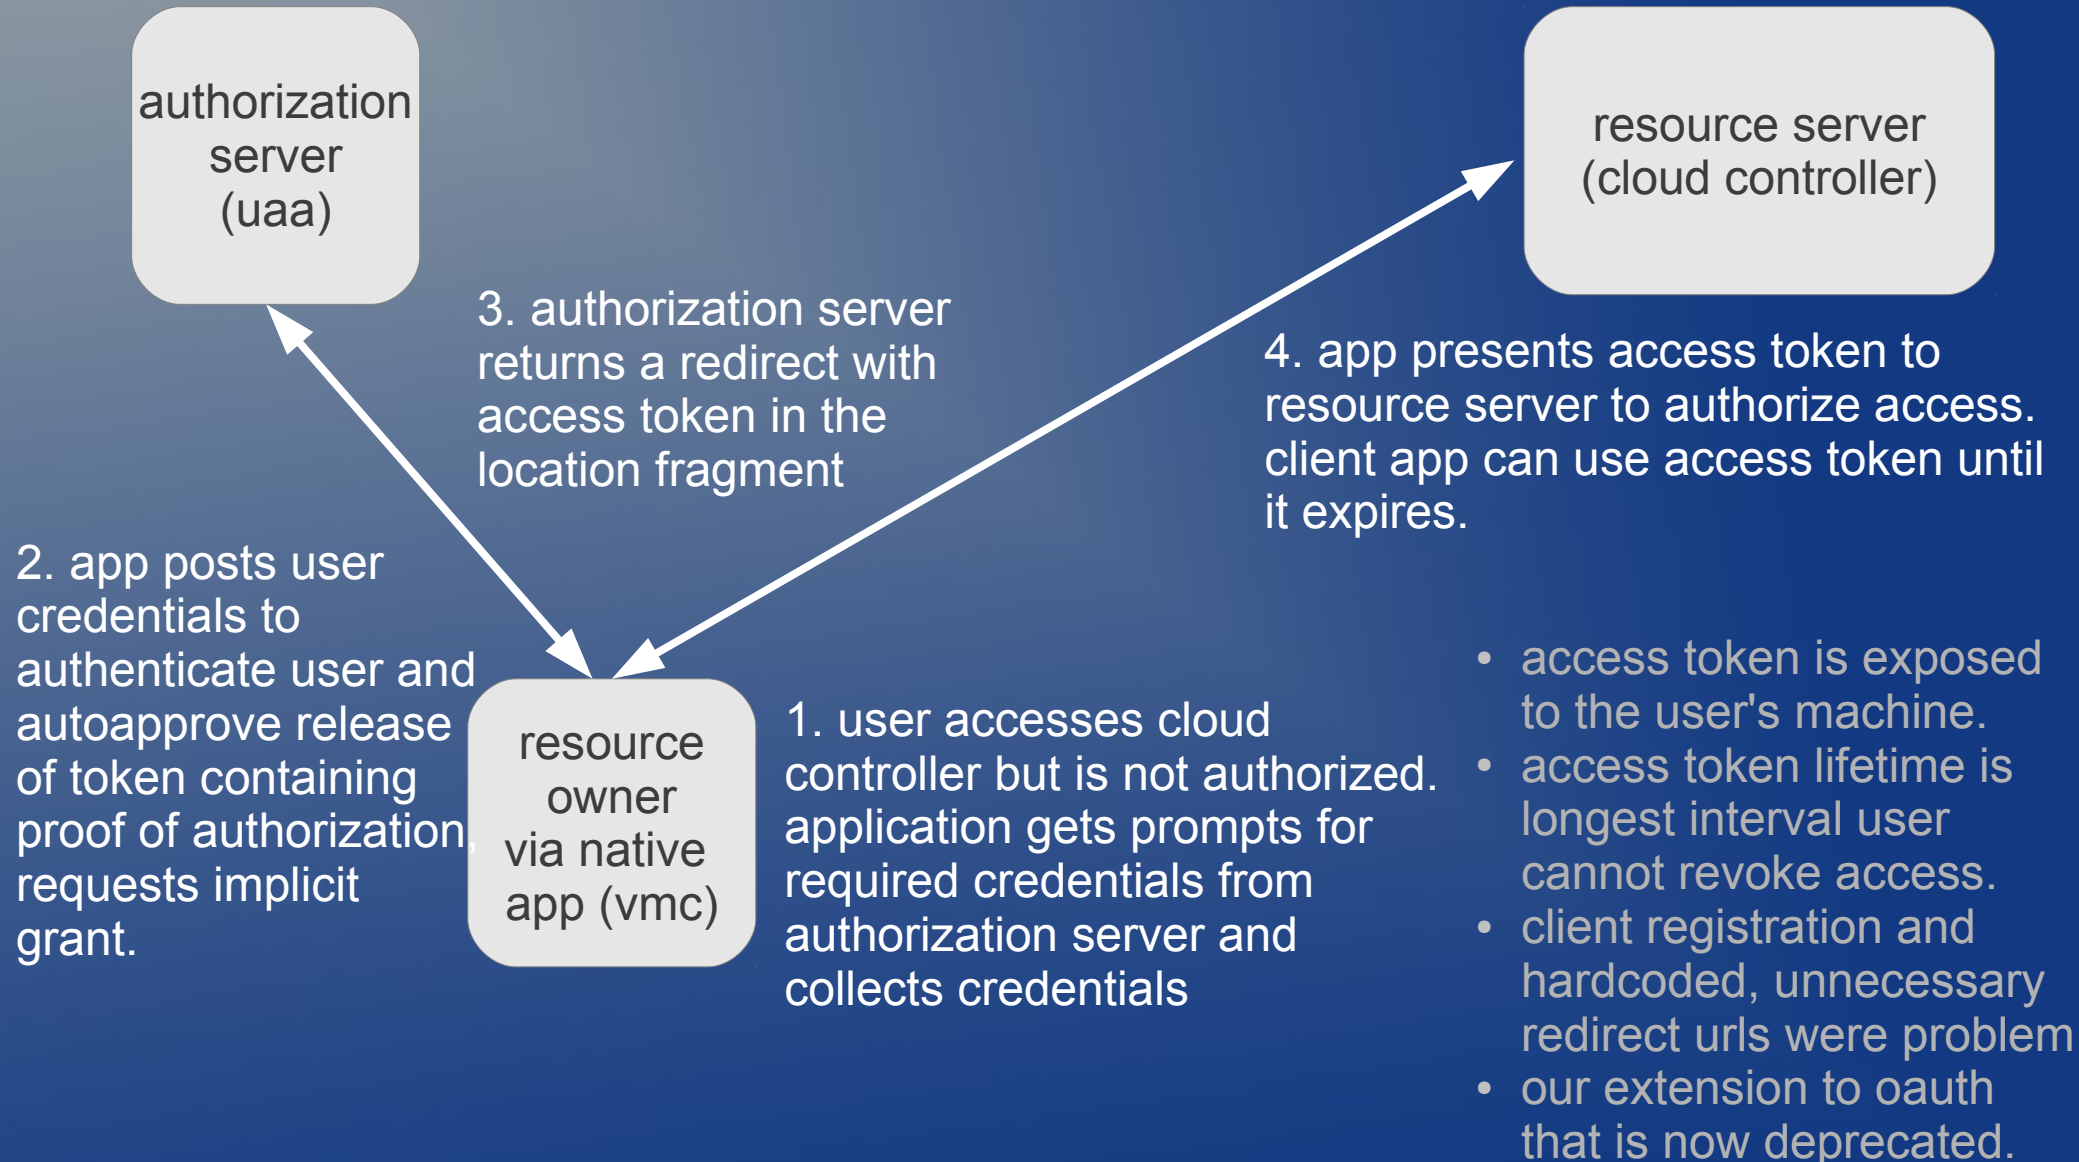 authorization
server
(uaa)
resource server
(cloud controller)
3. authorization server
returns a redirect with
access token in the
location fragment
4. app presents access token to
resource server to authorize access.
client app can use access token until
it expires.
2. app posts user
credentials to
authenticate user and
autoapprove release
of token containing
proof of authorization,
requests implicit
grant.
resource
owner
via native
app (vmc)
1. user accesses cloud
controller but is not authorized.
application gets prompts for
required credentials from
authorization server and
collects credentials
• access token is exposed
to the user's machine.
• access token lifetime is
longest interval user
cannot revoke access.
• client registration and
hardcoded, unnecessary
redirect urls were problem
• our extension to oauth
that is now deprecated.